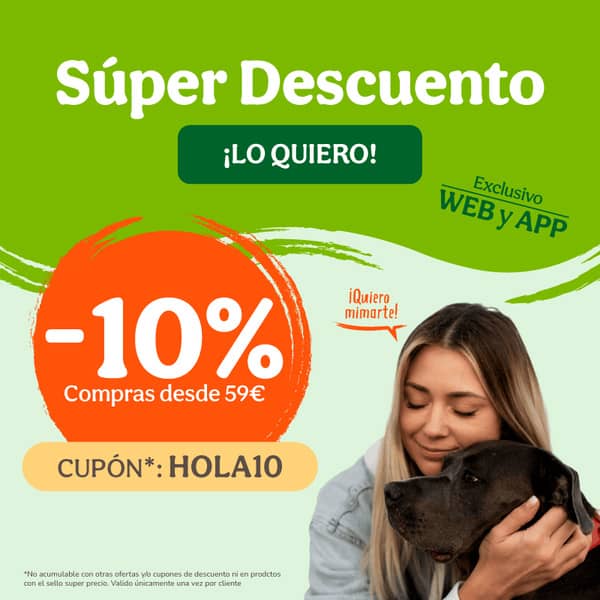 Súper Descuento
¡LO QUIERO!
Exclusivo
WEB y APP
-10%
Compras desde 59€
¡Quiero
mimarte!
CUPÓN*: HOLA10
*No acumulable con otras ofertas y/o cupones de descuento ni en prodctos
con el sello super precio. Valido únicamente una vez por cliente